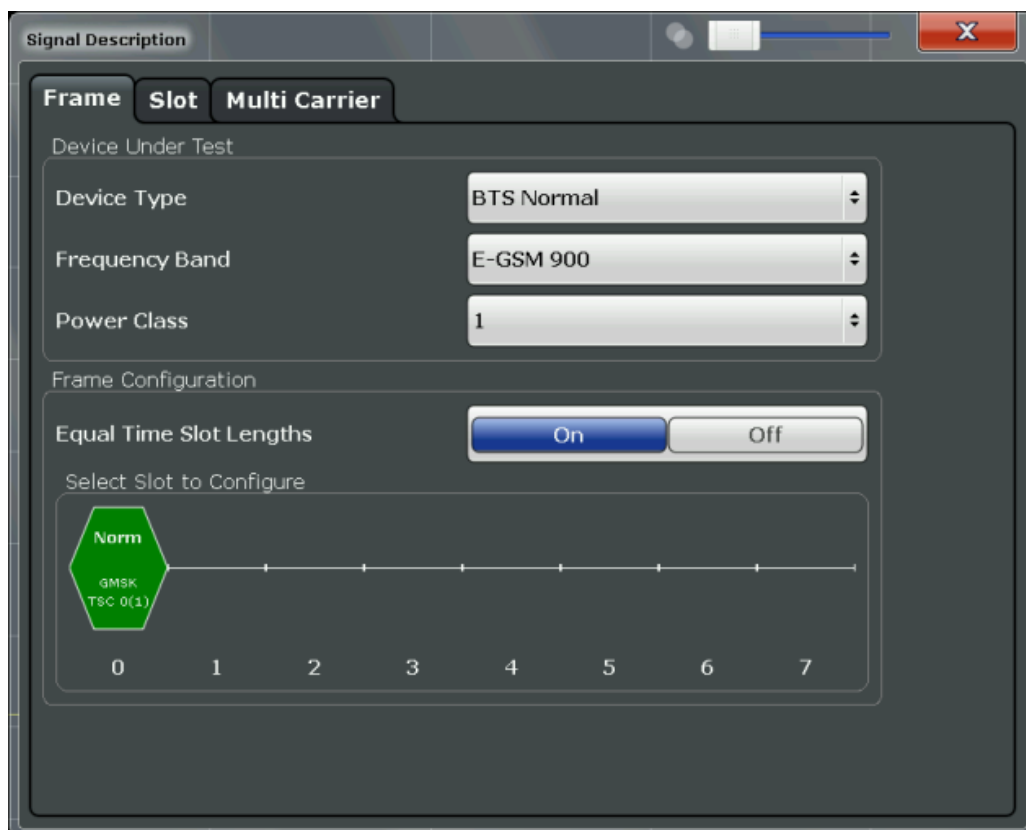 Signal Description
X
Frame Slot Multi Carrier
Device Under Test
Device Type BTS Normal
Frequency Band E-GSM 900
Power Class 1
Frame Configuration
Equal Time Slot Lengths On Off
Select Slot to Configure
Norm
GMSK
TSC 0(1)
0 1 2 3 4 5 6 7